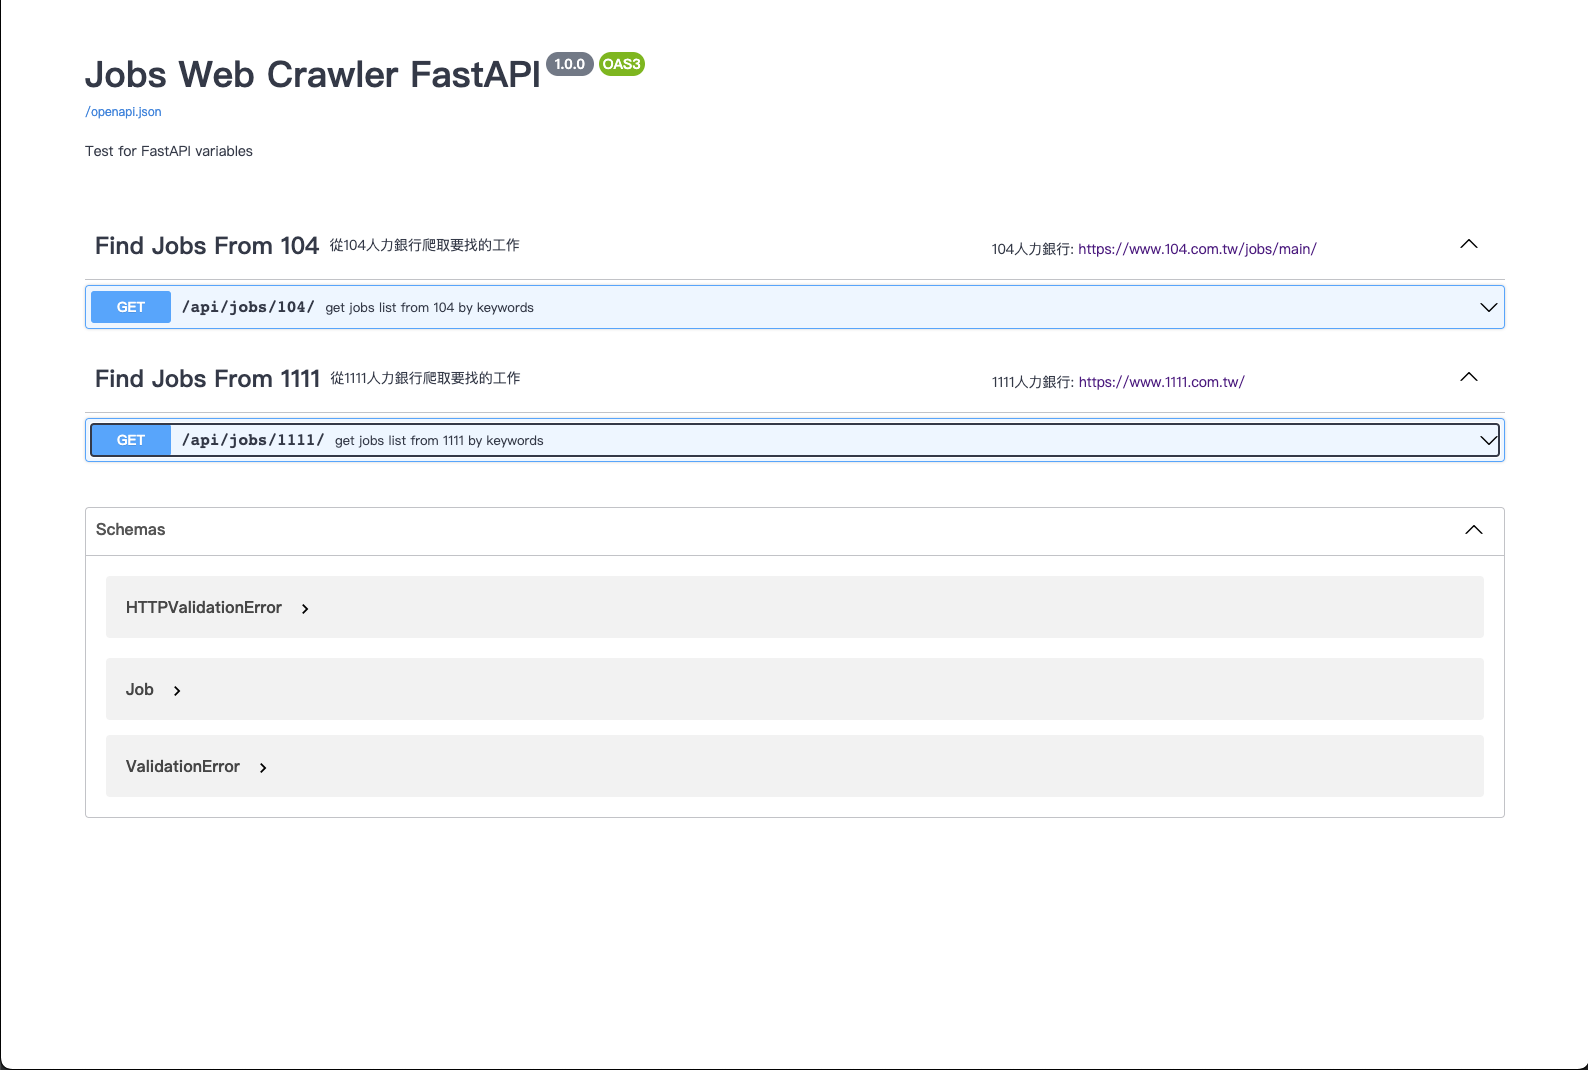 Jobs Web Crawler FastAPI 1.0.0 OAS3
/openapi.json
Test for FastAPI variables
Find Jobs From 104 從104人力銀行爬取要找的工作 104人力銀行: https://www.104.com.tw/jobs/main/
GET /api/jobs/104/ get jobs list from 104 by keywords
Find Jobs From 1111 從1111人力銀行爬取要找的工作 1111人力銀行: https://www.1111.com.tw/
GET /api/jobs/1111/ get jobs list from 1111 by keywords
Schemas
HTTPValidationError
Job
ValidationError